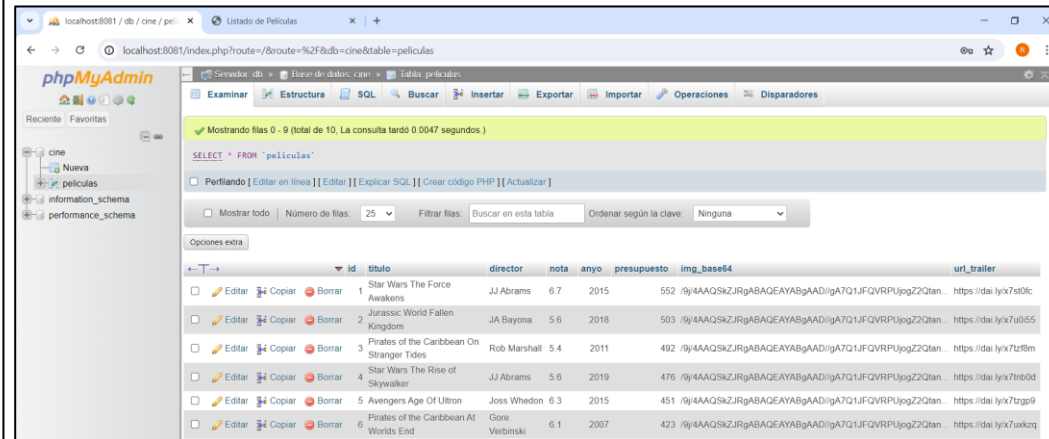 localhost:8081 / db / cine / peli
Listado de Películas
localhost:8081/index.php?route=/&route=%2F&db=cine&table=peliculas
phpMyAdmin
Reciente Favoritas
cine
Nueva
peliculas
information_schema
performance_schema
Servidor: db » Base de datos: cine » Tabla: peliculas
Examinar Estructura SQL Buscar Insertar Exportar Importar Operaciones Disparadores
Mostrando filas 0 - 9 (total de 10, La consulta tardó 0.0047 segundos.)
SELECT * FROM `peliculas`
Perfilando [ Editar en línea ] [ Editar ] [ Explicar SQL ] [ Crear código PHP ] [ Actualizar ]
Mostrar todo Número de filas: 25 Filtrar filas: Buscar en esta tabla Ordenar según la clave: Ninguna
Opciones extra
id titulo director nota anyo presupuesto img_base64 url_trailer
Editar Copiar Borrar 1 Star Wars The Force Awakens JJ Abrams 6.7 2015 552 /9j/4AAQSkZJRgABAQEAYABgAAD//gA7Q1JFQVRPUjogZ2Qtan... https://dai.ly/x7st0fc
Editar Copiar Borrar 2 Jurassic World Fallen Kingdom JA Bayona 5.6 2018 503 /9j/4AAQSkZJRgABAQEAYABgAAD//gA7Q1JFQVRPUjogZ2Qtan... https://dai.ly/x7u0i55
Editar Copiar Borrar 3 Pirates of the Caribbean On Stranger Tides Rob Marshall 5.4 2011 492 /9j/4AAQSkZJRgABAQEAYABgAAD//gA7Q1JFQVRPUjogZ2Qtan... https://dai.ly/x7tzf8m
Editar Copiar Borrar 4 Star Wars The Rise of Skywalker JJ Abrams 5.6 2019 476 /9j/4AAQSkZJRgABAQEAYABgAAD//gA7Q1JFQVRPUjogZ2Qtan... https://dai.ly/x7tnb0d
Editar Copiar Borrar 5 Avengers Age Of Ultron Joss Whedon 6.3 2015 451 /9j/4AAQSkZJRgABAQEAYABgAAD//gA7Q1JFQVRPUjogZ2Qtan... https://dai.ly/x7tzgp9
Editar Copiar Borrar 6 Pirates of the Caribbean At Worlds End Gore Verbinski 6.1 2007 423 /9j/4AAQSkZJRgABAQEAYABgAAD//gA7Q1JFQVRPUjogZ2Qtan... https://dai.ly/x7uxkzq